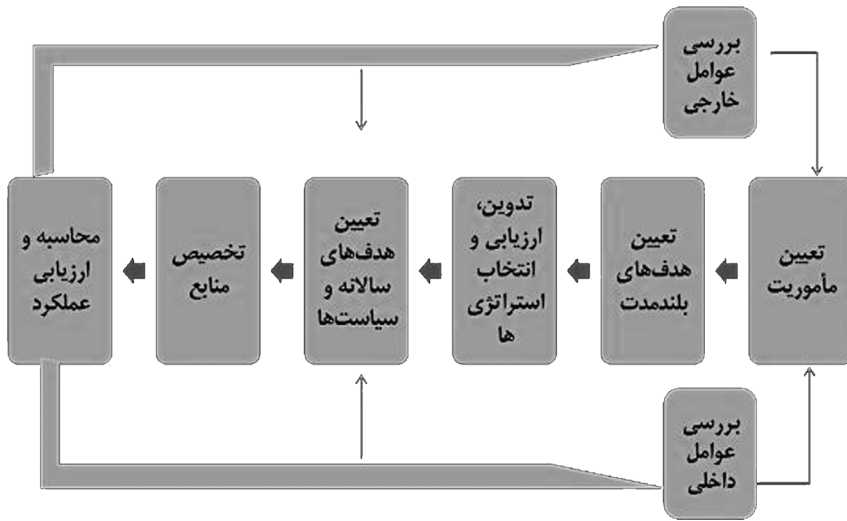 بررسی
عوامل
خارجی
تعیین
مأموریت
تعیین
هدف‌های
بلندمدت
تدوین،
ارزیابی و
انتخاب
استراتژی
ها
تعیین
هدف‌های
سالانه و
سیاست‌ها
تخصیص
منابع
محاسبه و
ارزیابی
عملکرد
بررسی
عوامل
داخلی